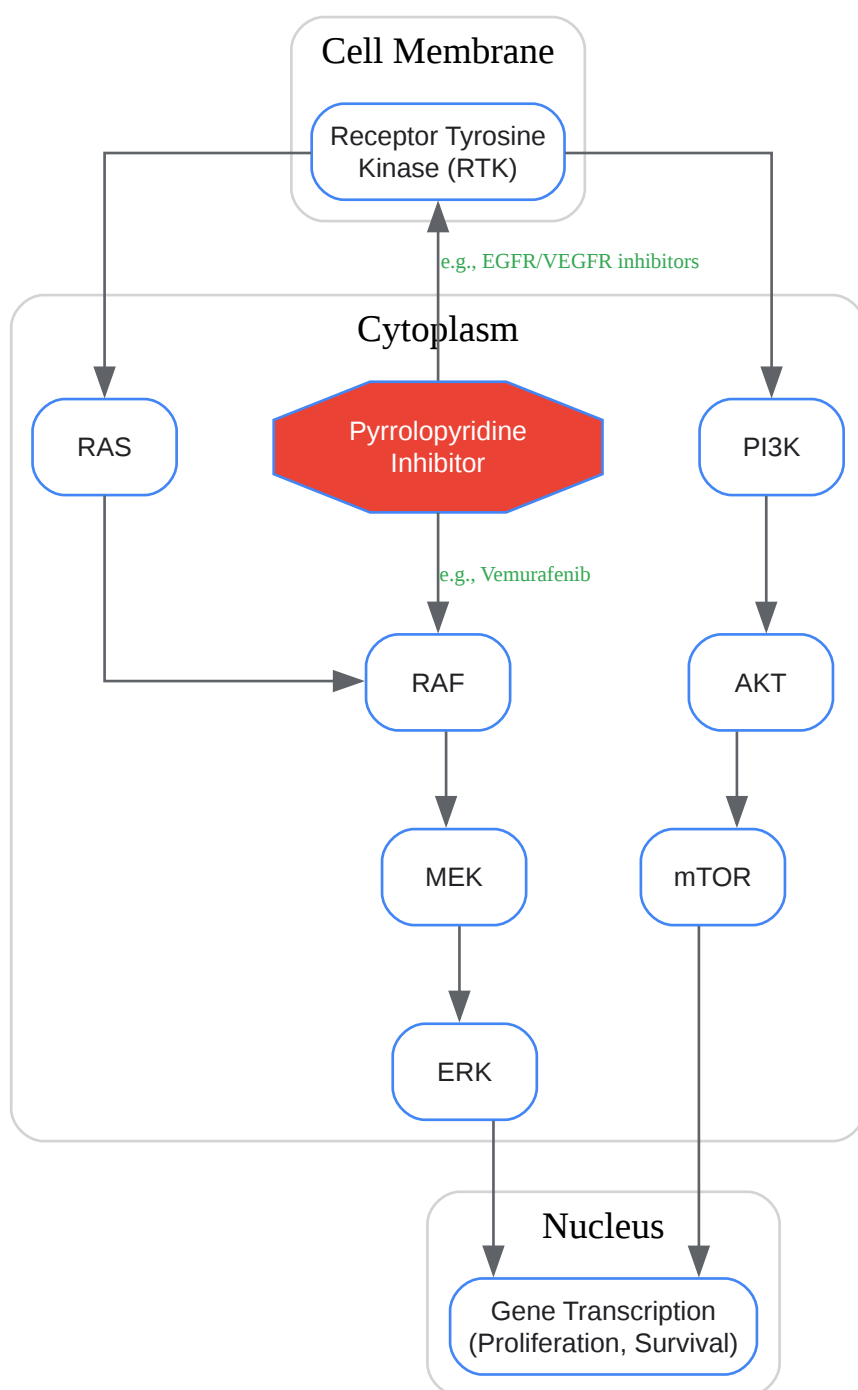 Cell Membrane
Receptor Tyrosine
Kinase (RTK)
e.g., EGFR/VEGFR inhibitors
Cytoplasm
RAS
Pyrrolopyridine
Inhibitor
PI3K
e.g., Vemurafenib
RAF
AKT
MEK
mTOR
ERK
Nucleus
Gene Transcription
(Proliferation, Survival)